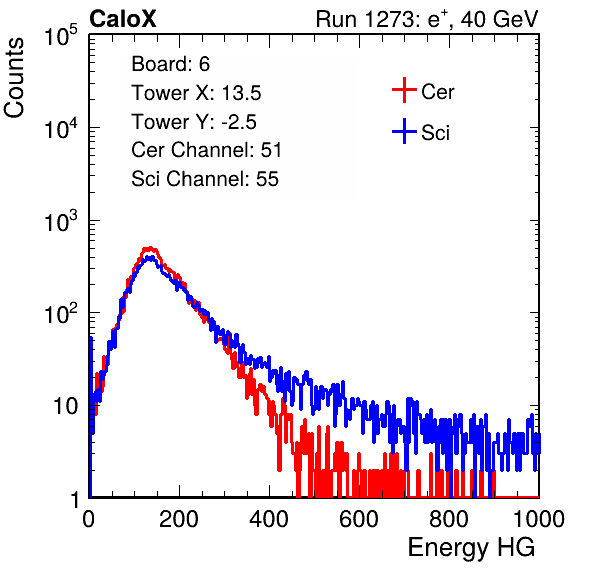 CaloX Run 1273: e+, 40 GeV
Counts
Board: 6
Tower X: 13.5
Tower Y: -2.5
Cer Channel: 51
Sci Channel: 55
Cer
Sci
10^5
10^4
10^3
10^2
10
1
0 200 400 600 800 1000
Energy HG